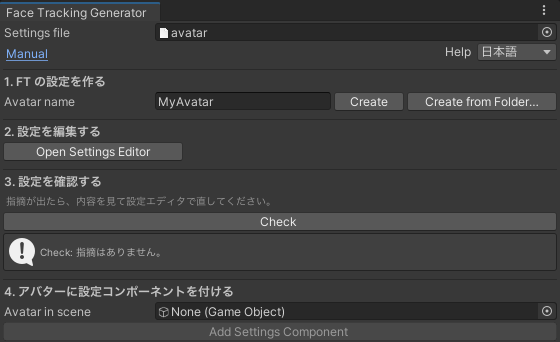 Face Tracking Generator
Settings file avatar
Manual Help 日本語
1. FT の設定を作る
Avatar name MyAvatar Create Create from Folder...
2. 設定を編集する
Open Settings Editor
3. 設定を確認する
指摘が出たら、内容を見て設定エディタで直してください。
Check
Check: 指摘はありません。
4. アバターに設定コンポーネントを付ける
Avatar in scene None (Game Object)
Add Settings Component